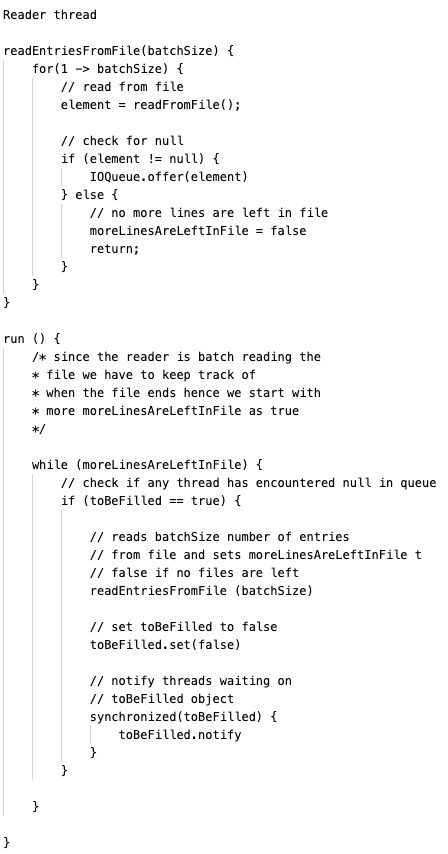 Reader thread
readEntriesFromFile(batchSize) {
for(1 -> batchSize) {
// read from file
element = readFromFile();
// check for null
if (element != null) {
IOQueue.offer(element)
} else {
// no more lines are left in file
moreLinesAreLeftInFile = false
return;
}
}
}
run () {
/* since the reader is batch reading the
* file we have to keep track of
* when the file ends hence we start with
* more moreLinesAreLeftInFile as true
*/
while (moreLinesAreLeftInFile) {
// check if any thread has encountered null in queue
if (toBeFilled == true) {
// reads batchSize number of entries
// from file and sets moreLinesAreLeftInFile t
// false if no files are left
readEntriesFromFile (batchSize)
// set toBeFilled to false
toBeFilled.set(false)
// notify threads waiting on
// toBeFilled object
synchronized(toBeFilled) {
toBeFilled.notify
}
}
}
}